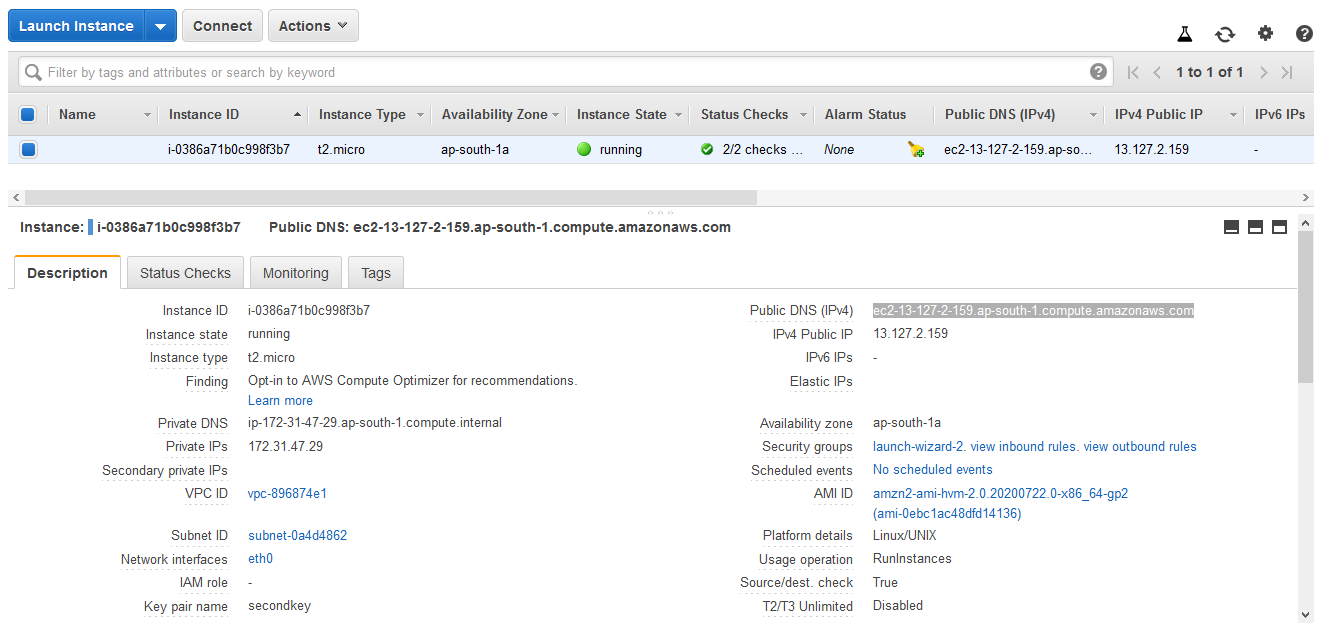 Launch Instance Connect Actions
Filter by tags and attributes or search by keyword 1 to 1 of 1
Name Instance ID Instance Type Availability Zone Instance State Status Checks Alarm Status Public DNS (IPv4) IPv4 Public IP IPv6 IPs
i-0386a71b0c998f3b7 t2.micro ap-south-1a running 2/2 checks ... None ec2-13-127-2-159.ap-so... 13.127.2.159 -
Instance: i-0386a71b0c998f3b7 Public DNS: ec2-13-127-2-159.ap-south-1.compute.amazonaws.com
Description Status Checks Monitoring Tags
Instance ID i-0386a71b0c998f3b7 Public DNS (IPv4) ec2-13-127-2-159.ap-south-1.compute.amazonaws.com
Instance state running IPv4 Public IP 13.127.2.159
Instance type t2.micro IPv6 IPs -
Finding Opt-in to AWS Compute Optimizer for recommendations. Elastic IPs
Learn more
Private DNS ip-172-31-47-29.ap-south-1.compute.internal Availability zone ap-south-1a
Private IPs 172.31.47.29 Security groups launch-wizard-2. view inbound rules. view outbound rules
Secondary private IPs Scheduled events No scheduled events
VPC ID vpc-896874e1 AMI ID amzn2-ami-hvm-2.0.20200722.0-x86_64-gp2
(ami-0ebc1ac48dfd14136)
Subnet ID subnet-0a4d4862 Platform details Linux/UNIX
Network interfaces eth0 Usage operation RunInstances
IAM role - Source/dest. check True
Key pair name secondkey T2/T3 Unlimited Disabled